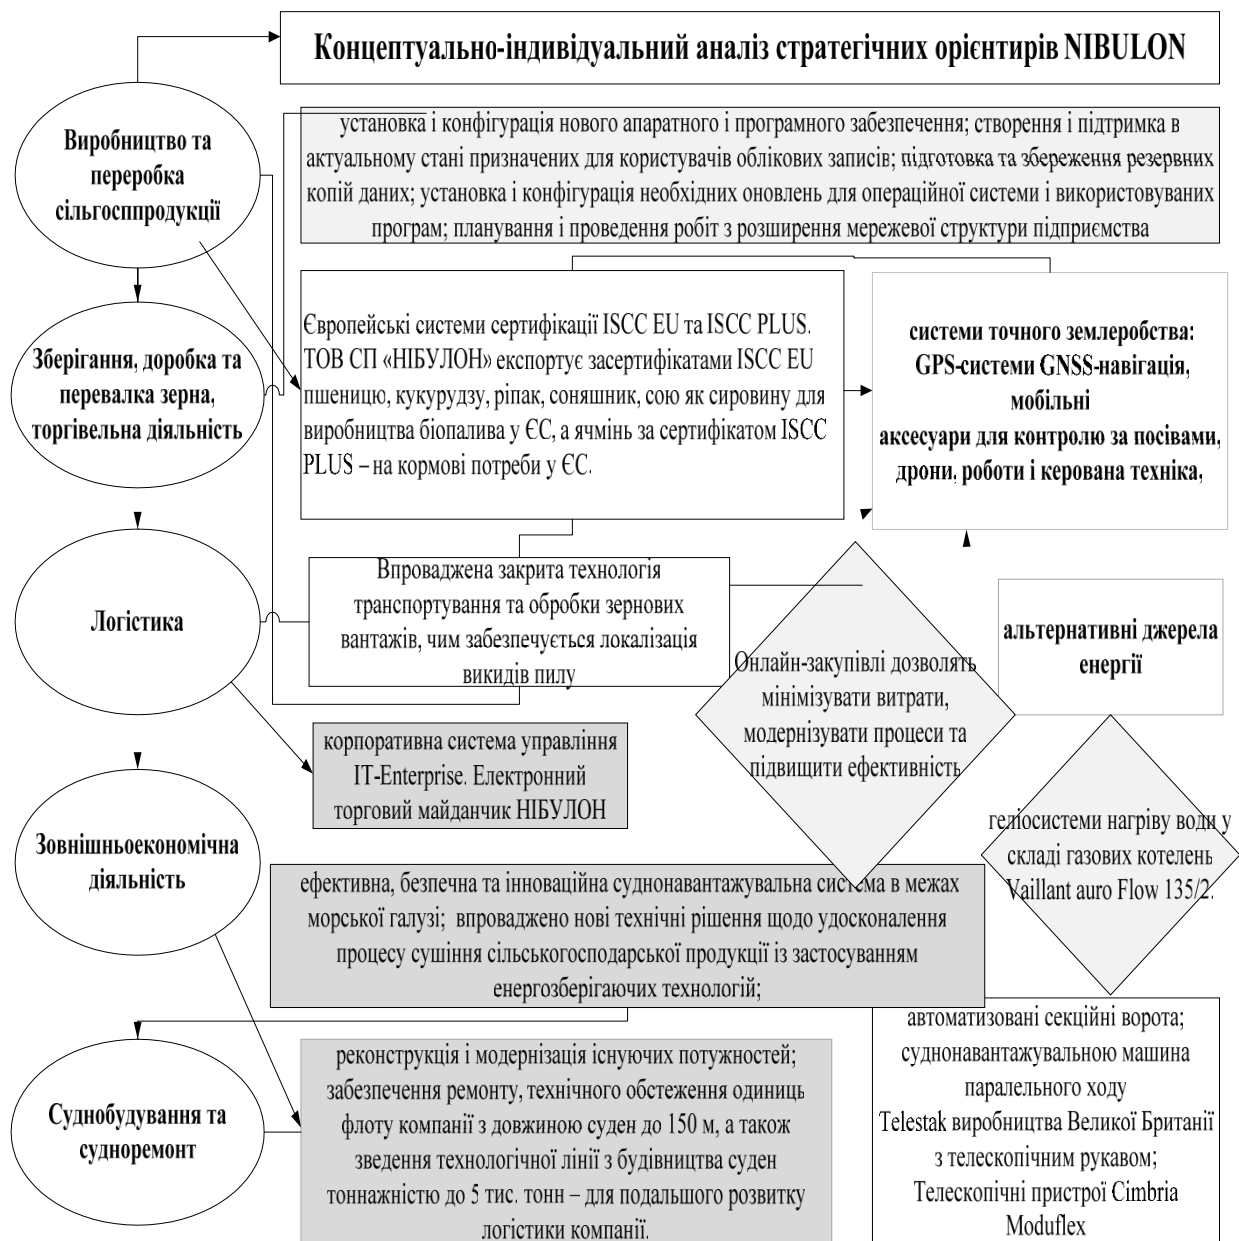 Концептуально-індивідуальний аналіз стратегічних орієнтирів NIBULON
Виробництво та
переробка
сільгосппродукції
установка і конфігурація нового апаратного і програмного забезпечення; створення і підтримка в
актуальному стані призначених для користувачів облікових записів; підготовка та збереження резервних
копій даних; установка і конфігурація необхідних оновлень для операційної системи і використовуваних
програм; планування і проведення робіт з розширення мережевої структури підприємства
Зберігання, доробка та
перевалка зерна,
торгівельна діяльність
Європейські системи сертифікації ISCC EU та ISCC PLUS.
ТОВ СП «НІБУЛОН» експортує засертифікатами ISCC EU
пшеницю, кукурудзу, ріпак, соняшник, сою як сировину для
виробництва біопалива у ЄС, а ячмінь за сертифікатом ISCC
PLUS – на кормові потреби у ЄС.
системи точного землеробства:
GPS-системи GNSS-навігація,
мобільні
аксесуари для контролю за посівами,
дрони, роботи і керована техніка,
Логістика
Впроваджена закрита технологія
транспортування та обробки зернових
вантажів, чим забезпечується локалізація
викидів пилу
Онлайн-закупівлі дозволять
мінімізувати витрати,
модернізувати процеси та
підвищити ефективність
альтернативні джерела
енергії
корпоративна система управління
IT-Enterprise. Електронний
торговий майданчик НІБУЛОН
геліосистеми нагріву води у
складі газових котелень
Vaillant auro Flow 135/2.
Зовнішньоекономічна
діяльність
ефективна, безпечна та інноваційна суднонавантажувальна система в межах
морської галузі;  впроваджено нові технічні рішення щодо удосконалення
процесу сушіння сільськогосподарської продукції із застосуванням
енергозберігаючих технологій;
Суднобудування та
судноремонт
реконструкція і модернізація існуючих потужностей;
забезпечення ремонту, технічного обстеження одиниць
флоту компанії з довжиною суден до 150 м, а також
зведення технологічної лінії з будівництва суден
тоннажністю до 5 тис. тонн – для подальшого розвитку
логістики компанії.
автоматизовані секційні ворота;
суднонавантажувальною машина
паралельного ходу
Telestak виробництва Великої Британії
з телескопічним рукавом;
Телескопічні пристрої Cimbria
Moduflex